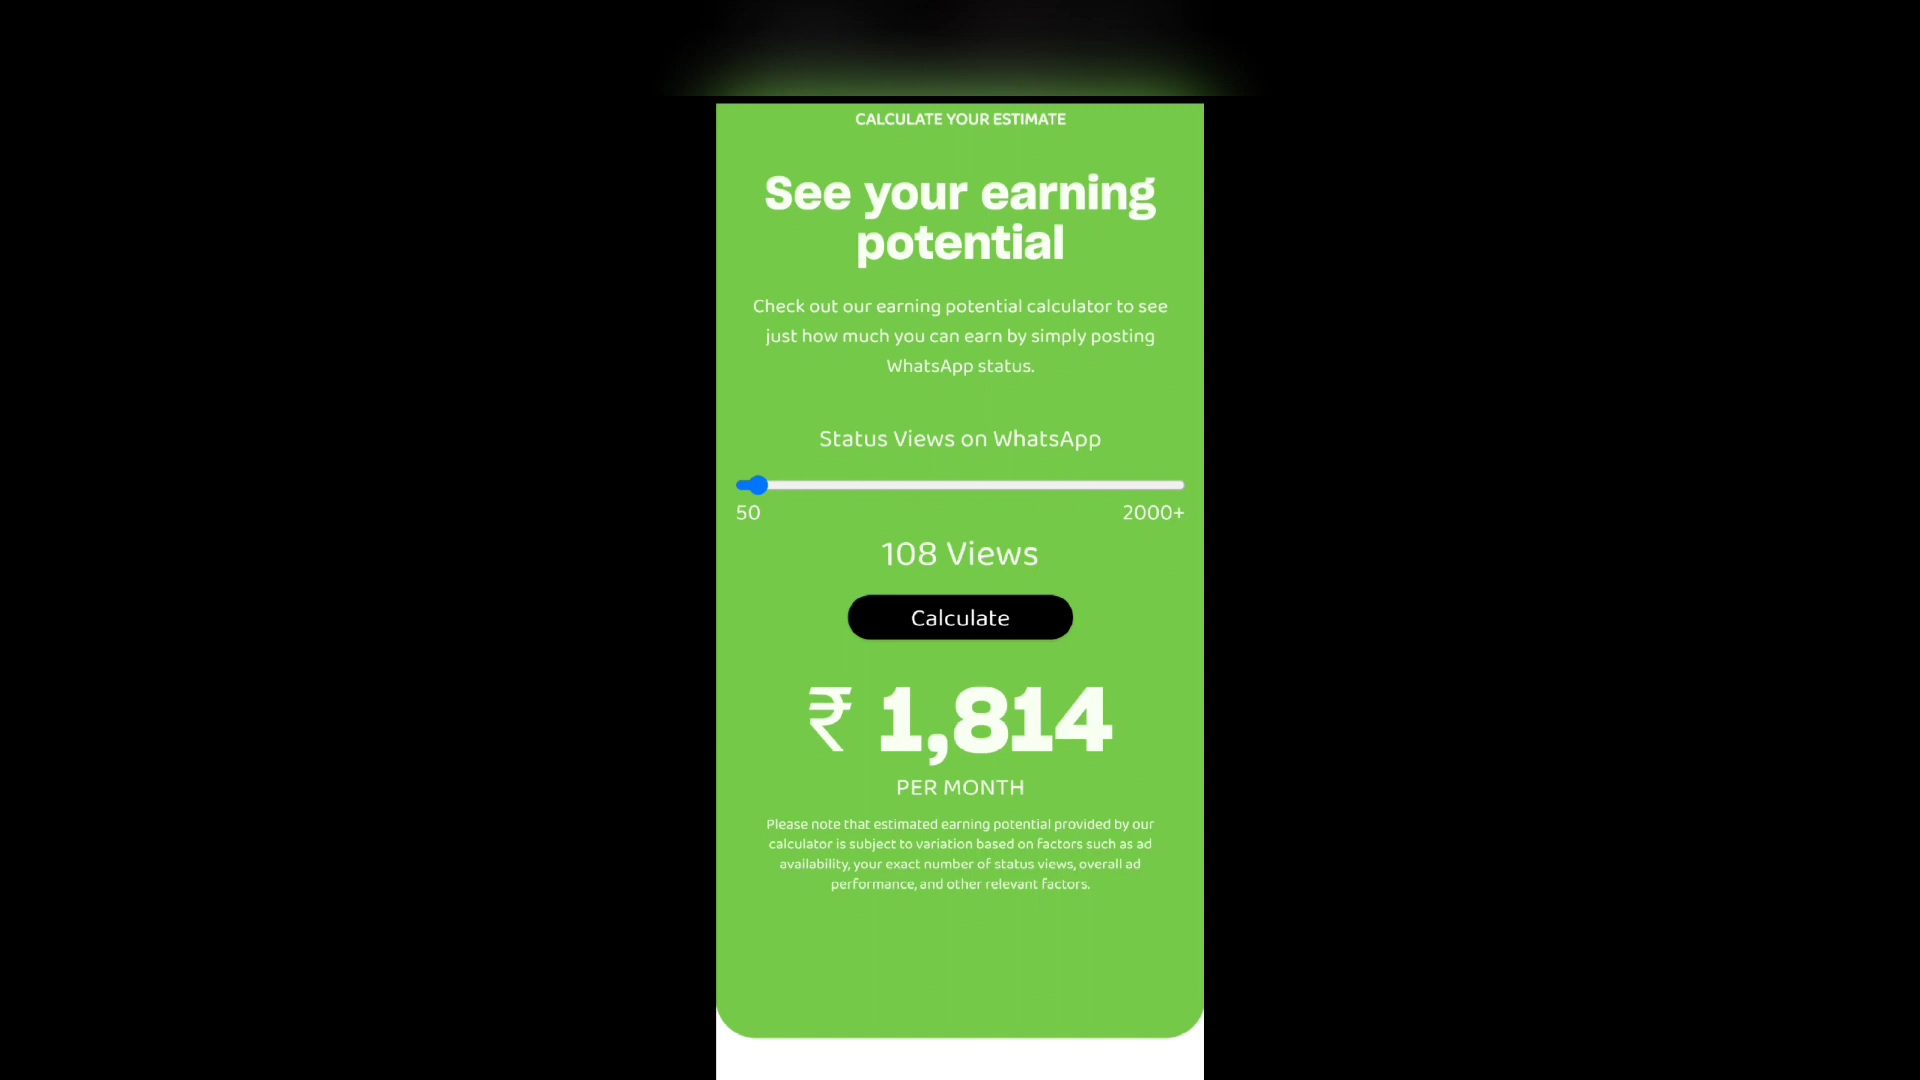 CALCULATE YOUR ESTIMATE
See your earning
potential
Check out our earning potential calculator to see
just how much you can earn by simply posting
WhatsApp status.
Status Views on WhatsApp
50 2000+
108 Views
Calculate
₹ 1,814
PER MONTH
Please note that estimated earning potential provided by our
calculator is subject to variation based on factors such as ad
availability, your exact number of status views, overall ad
performance, and other relevant factors.